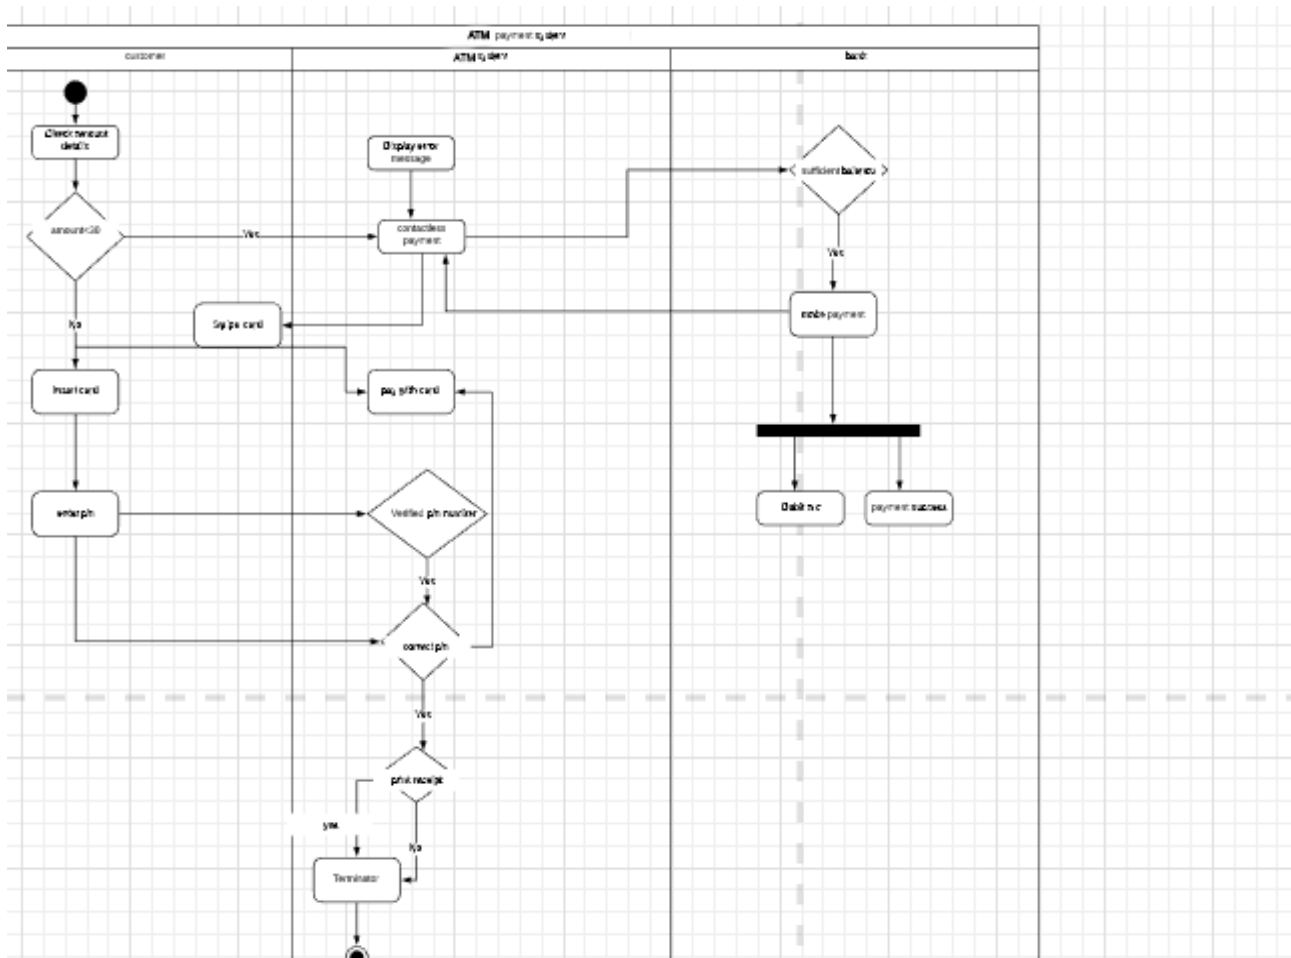 ATM payment system
customer
ATM system
bank
Check amount
details
Display error
message
sufficient balance
amount<30
Yes
contactless
payment
Yes
make payment
Swipe card
No
Insert card
pay with card
enter pin
Verified pin number
payment success
Yes
correct pin
Yes
print receipt
yes
No
Terminator